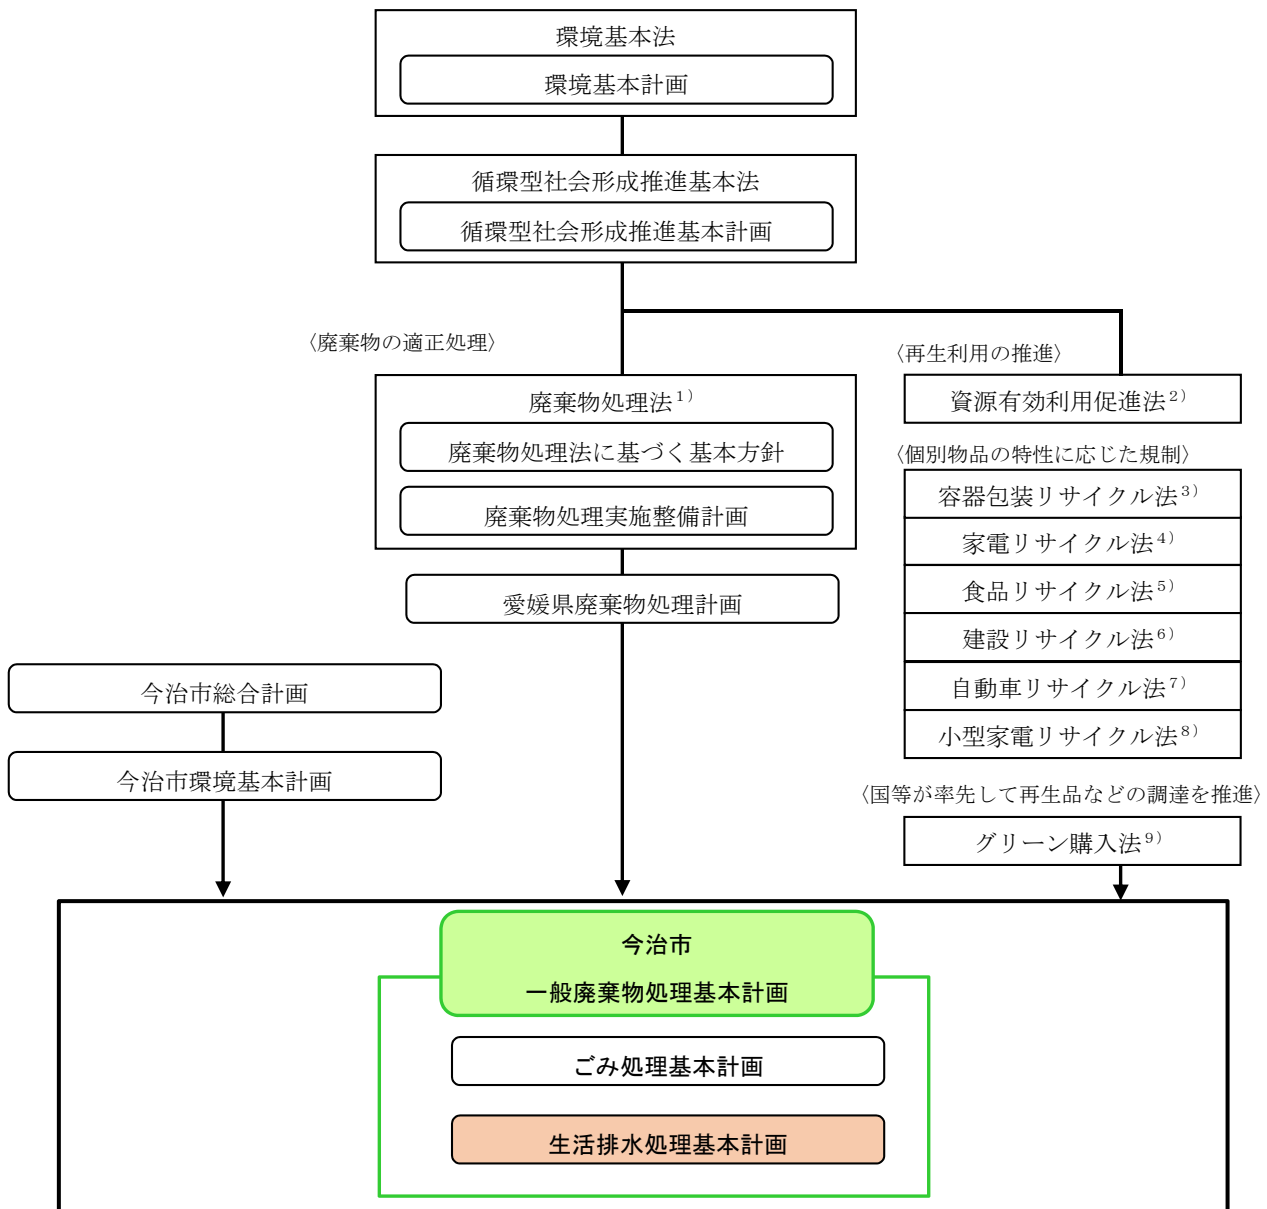 環境基本法
環境基本計画
循環型社会形成推進基本法
循環型社会形成推進基本計画
〈廃棄物の適正処理〉
廃棄物処理法1)
廃棄物処理法に基づく基本方針
廃棄物処理実施整備計画
愛媛県廃棄物処理計画
〈再生利用の推進〉
資源有効利用促進法2)
〈個別物品の特性に応じた規制〉
容器包装リサイクル法3)
家電リサイクル法4)
食品リサイクル法5)
建設リサイクル法6)
自動車リサイクル法7)
小型家電リサイクル法8)
〈国等が率先して再生品などの調達を推進〉
グリーン購入法9)
今治市総合計画
今治市環境基本計画
今治市
一般廃棄物処理基本計画
ごみ処理基本計画
生活排水処理基本計画